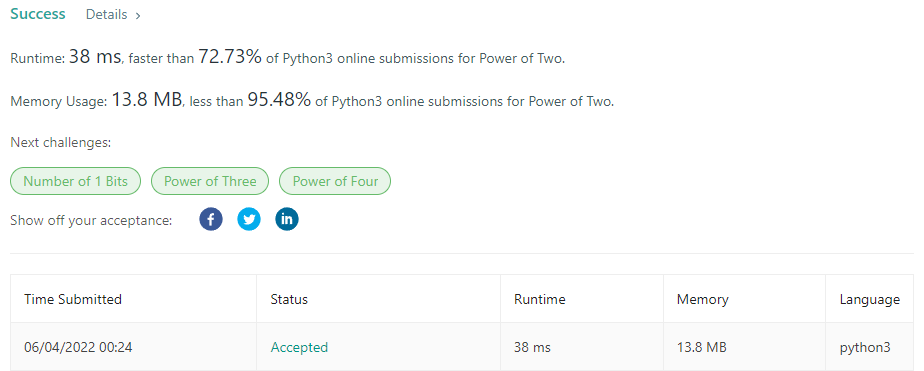 Success Details >
Runtime: 38 ms, faster than 72.73% of Python3 online submissions for Power of Two.
Memory Usage: 13.8 MB, less than 95.48% of Python3 online submissions for Power of Two.
Next challenges:
Number of 1 Bits Power of Three Power of Four
Show off your acceptance: f in
Time Submitted Status Runtime Memory Language
06/04/2022 00:24 Accepted 38 ms 13.8 MB python3